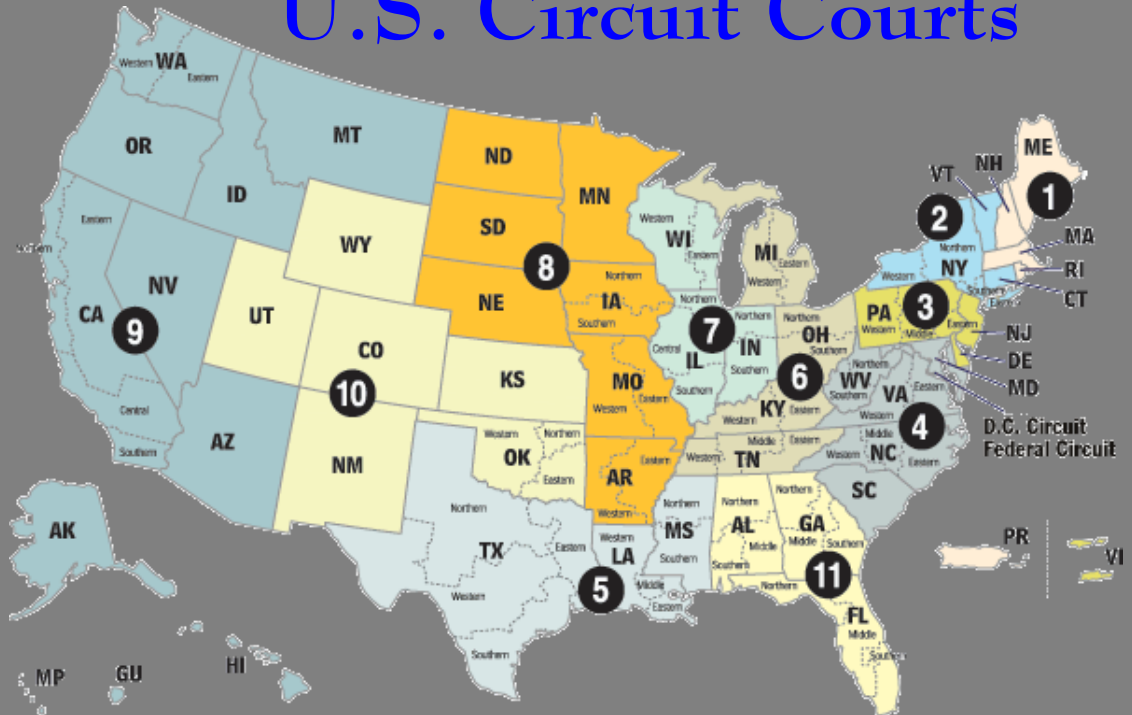 U.S. Circuit Courts
WA
Western
Eastern
OR
MT
ID
WY
NV
CA
Eastern
Central
Southern
9
AZ
UT
CO
10
NM
KS
OK
Western
Northern
Eastern
ND
SD
NE
MN
8
IA
Northern
Southern
MO
Western
Eastern
AR
Eastern
Western
WI
Western
Eastern
MI
Eastern
Western
7
IL
Northern
Central
Southern
IN
Northern
Southern
OH
Northern
Southern
6
KY
Western
Eastern
TN
Western
Middle
Eastern
ME
1
NH
VT
MA
RI
CT
2
NY
Northern
Western
Southern
Eastern
PA
Western
Middle
Eastern
3
NJ
DE
MD
D.C. Circuit
Federal Circuit
WV
Northern
Southern
VA
Eastern
Western
4
NC
Western
Middle
Eastern
SC
TX
Northern
Eastern
Western
Southern
LA
Western
Middle
Eastern
5
MS
Northern
Southern
AL
Northern
Middle
Southern
GA
Northern
Middle
Southern
11
FL
Northern
Middle
Southern
AK
HI
GU
MP
PR
VI